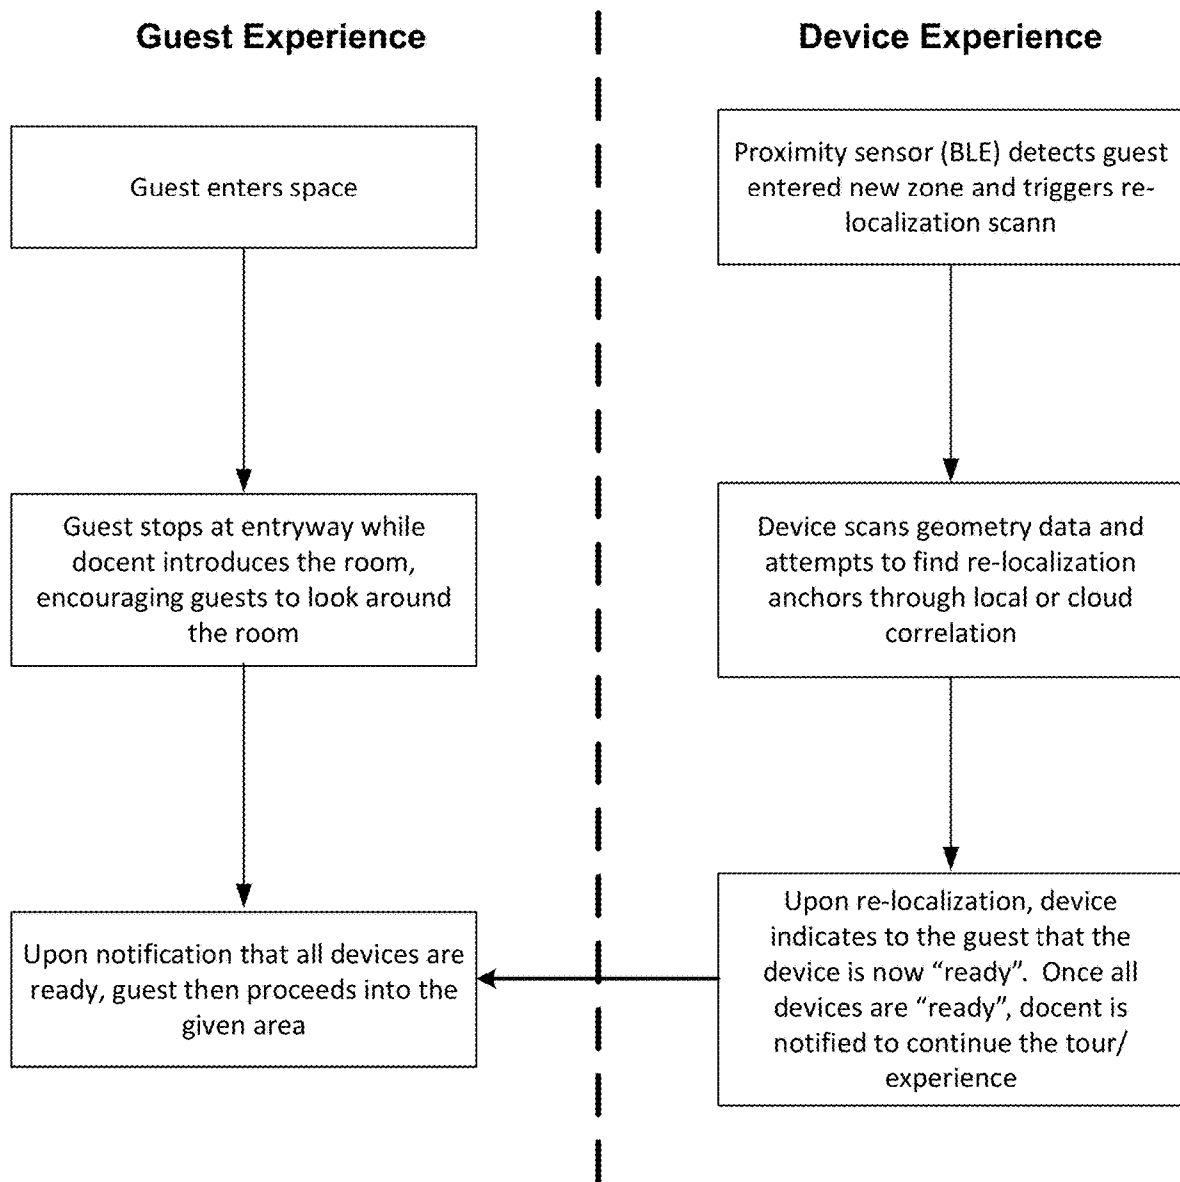 Guest Experience
Guest enters space
Guest stops at entryway while
docent introduces the room,
encouraging guests to look around
the room
Upon notification that all devices are
ready, guest then proceeds into the
given area
Device Experience
Proximity sensor (BLE) detects guest
entered new zone and triggers re-
localization scann
Device scans geometry data and
attempts to find re-localization
anchors through local or cloud
correlation
Upon re-localization, device
indicates to the guest that the
device is now “ready”.  Once all
devices are “ready”, docent is
notified to continue the tour/
experience